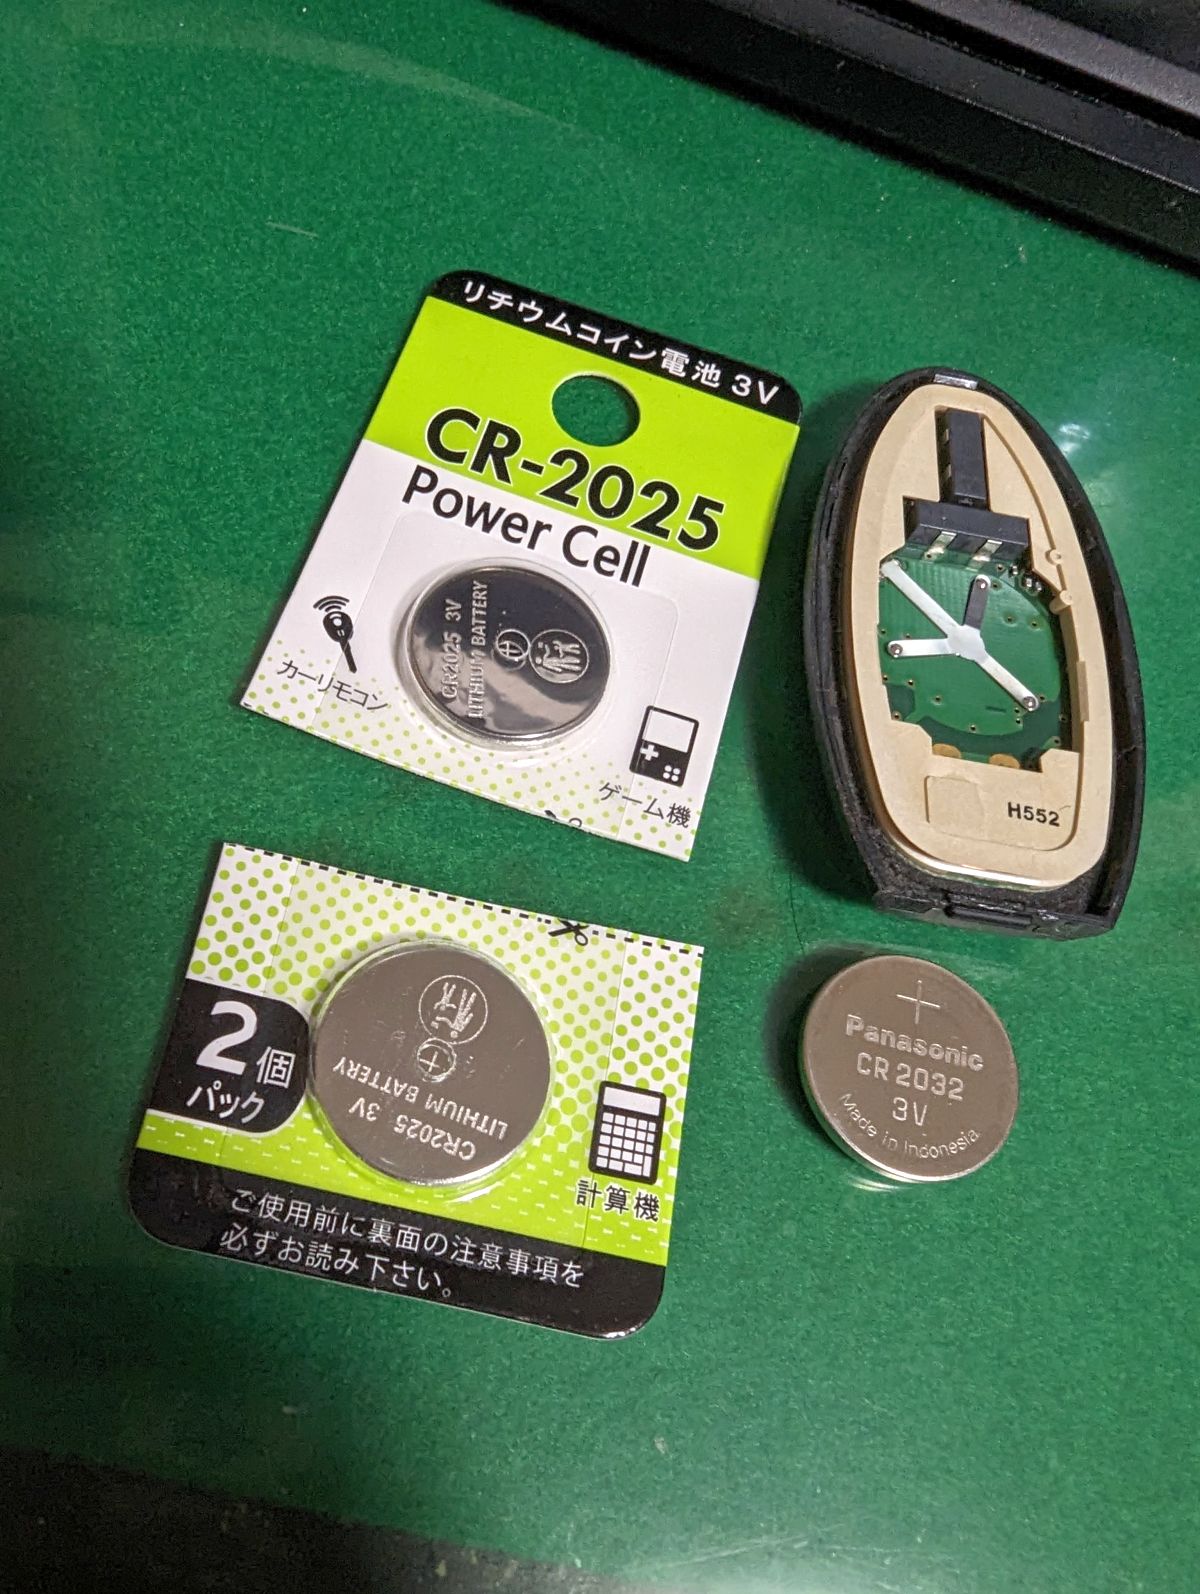 リチウムコイン電池 3V
CR-2025
Power Cell
CR2025 3V
LITHIUM BATTERY
カーリモコン
ゲーム機
H552
2個
パック
CR2025 3V
LITHIUM BATTERY
計算機
ご使用前に裏面の注意事項を
必ずお読み下さい。
+
Panasonic
CR 2032
3V
Made in Indonesia